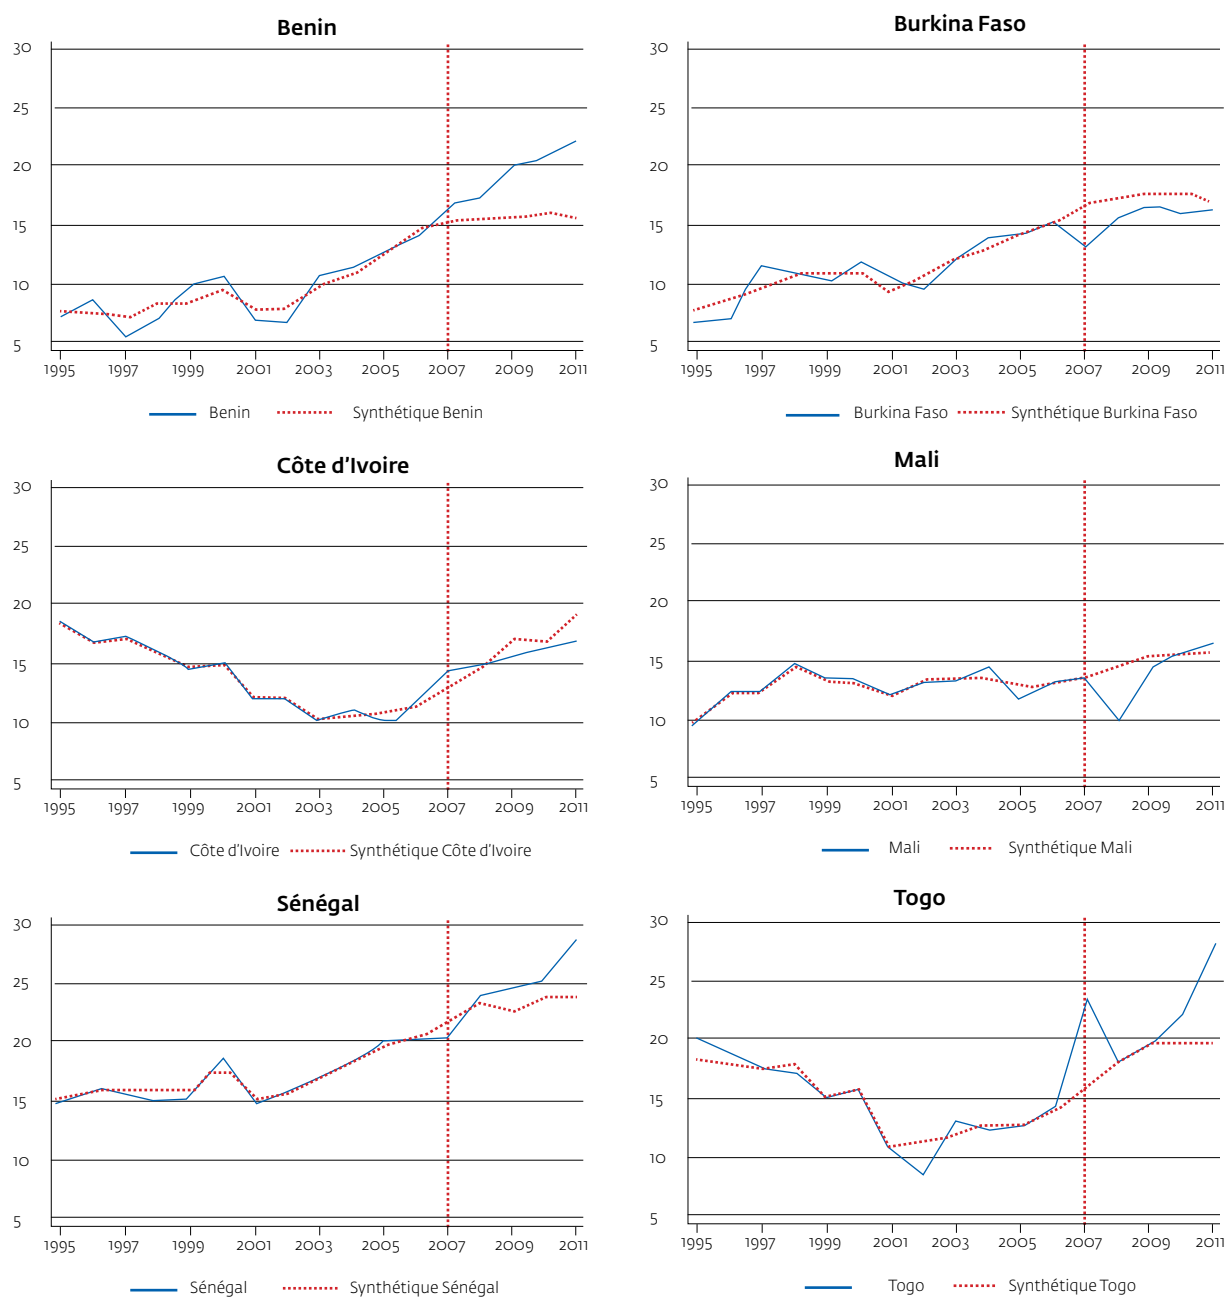 Benin
30
25
20
15
10
5
1995 1997 1999 2001 2003 2005 2007 2009 2011
Benin Synthétique Benin
Burkina Faso
30
25
20
15
10
5
1995 1997 1999 2001 2003 2005 2007 2009 2011
Burkina Faso Synthétique Burkina Faso
Côte d'Ivoire
30
25
20
15
10
5
1995 1997 1999 2001 2003 2005 2007 2009 2011
Côte d'Ivoire Synthétique Côte d'Ivoire
Mali
30
25
20
15
10
5
1995 1997 1999 2001 2003 2005 2007 2009 2011
Mali Synthétique Mali
Sénégal
30
25
20
15
10
5
1995 1997 1999 2001 2003 2005 2007 2009 2011
Sénégal Synthétique Sénégal
Togo
30
25
20
15
10
5
1995 1997 1999 2001 2003 2005 2007 2009 2011
Togo Synthétique Togo